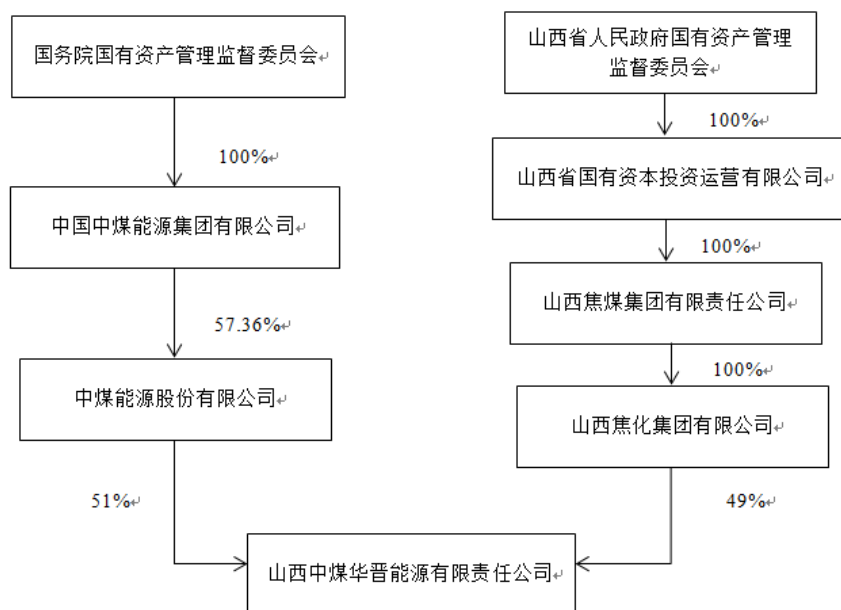 国务院国有资产管理监督委员会
山西省人民政府国有资产管理
监督委员会
100%
100%
山西省国有资本投资运营有限公司
中国中煤能源集团有限公司
100%
山西焦煤集团有限责任公司
57.36%
100%
中煤能源股份有限公司
山西焦化集团有限公司
51%
49%
山西中煤华晋能源有限责任公司